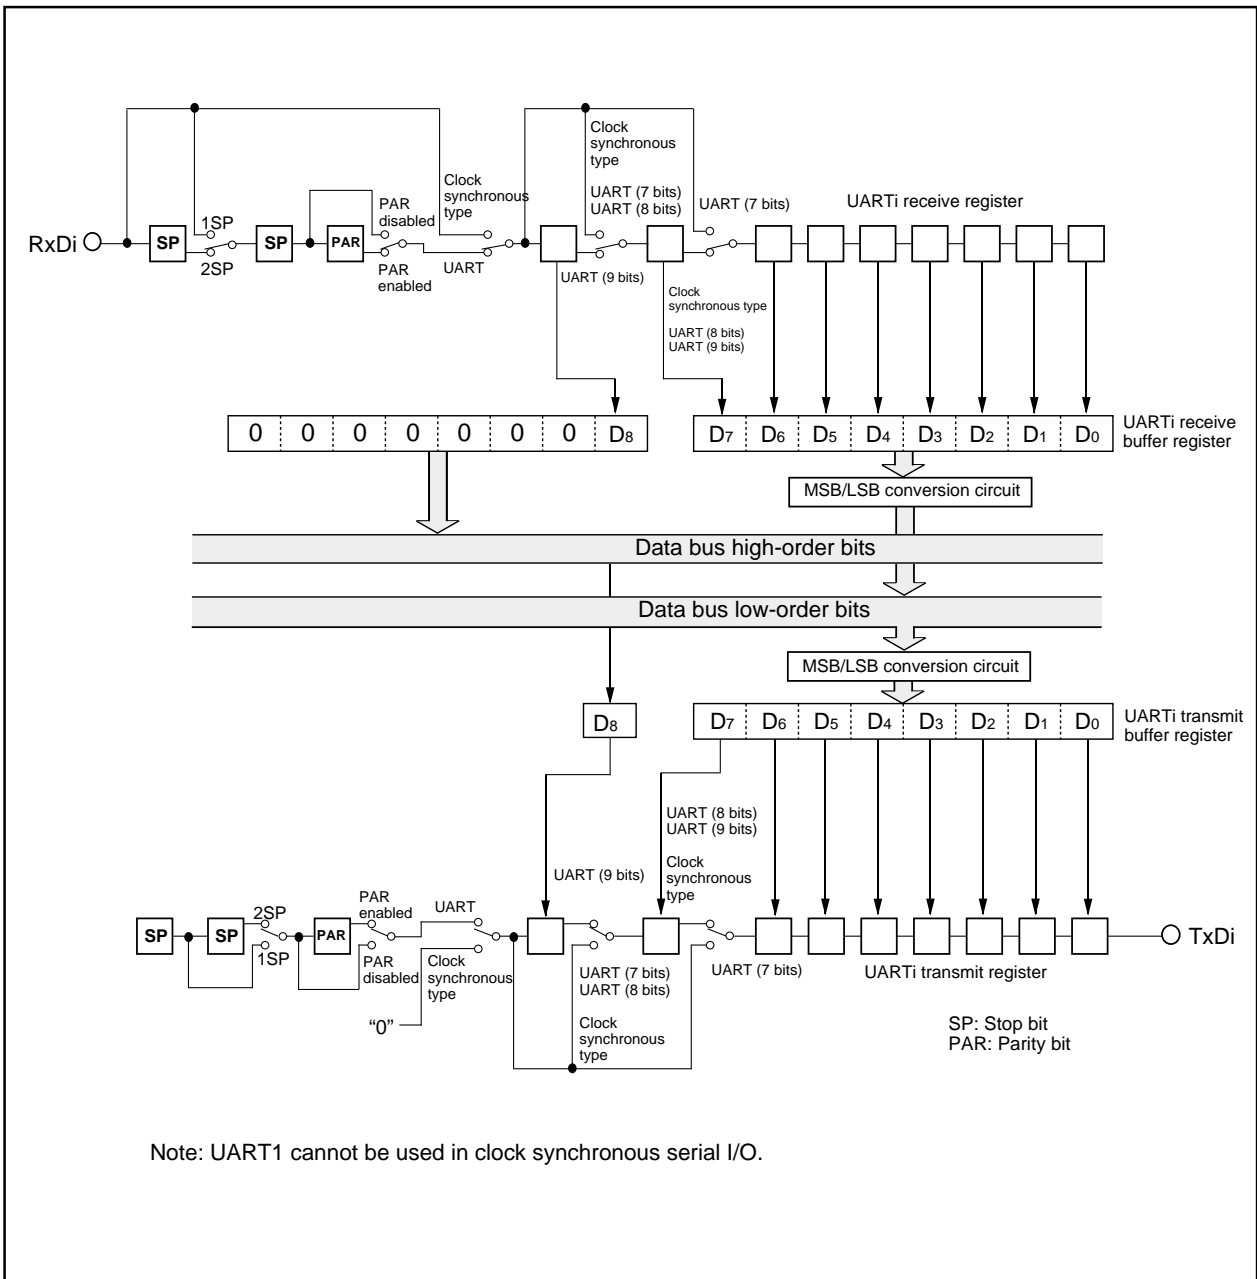 Clock
synchronous
type
UART (7 bits)
UART (8 bits)
UART (7 bits)
UARTi receive register
Clock
synchronous
type
PAR
disabled
1SP
RxDi
SP
SP
PAR
2SP
PAR
enabled
UART
UART (9 bits)
Clock
synchronous type
UART (8 bits)
UART (9 bits)
0 0 0 0 0 0 0 D8
D7 D6 D5 D4 D3 D2 D1 D0
UARTi receive
buffer register
MSB/LSB conversion circuit
Data bus high-order bits
Data bus low-order bits
MSB/LSB conversion circuit
D8
D7 D6 D5 D4 D3 D2 D1 D0
UARTi transmit
buffer register
UART (8 bits)
UART (9 bits)
Clock
synchronous
type
UART (9 bits)
PAR
enabled
UART
2SP
SP
SP
PAR
1SP
PAR
disabled
Clock
synchronous
type
“0”
UART (7 bits)
UART (8 bits)
Clock
synchronous
type
UART (7 bits)
TxDi
UARTi transmit register
SP: Stop bit
PAR: Parity bit
Note: UART1 cannot be used in clock synchronous serial I/O.